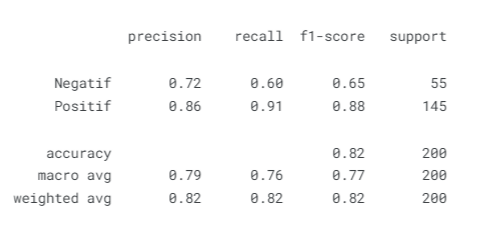 precision recall f1-score support
Negatif 0.72 0.60 0.65 55
Positif 0.86 0.91 0.88 145
accuracy 0.82 200
macro avg 0.79 0.76 0.77 200
weighted avg 0.82 0.82 0.82 200